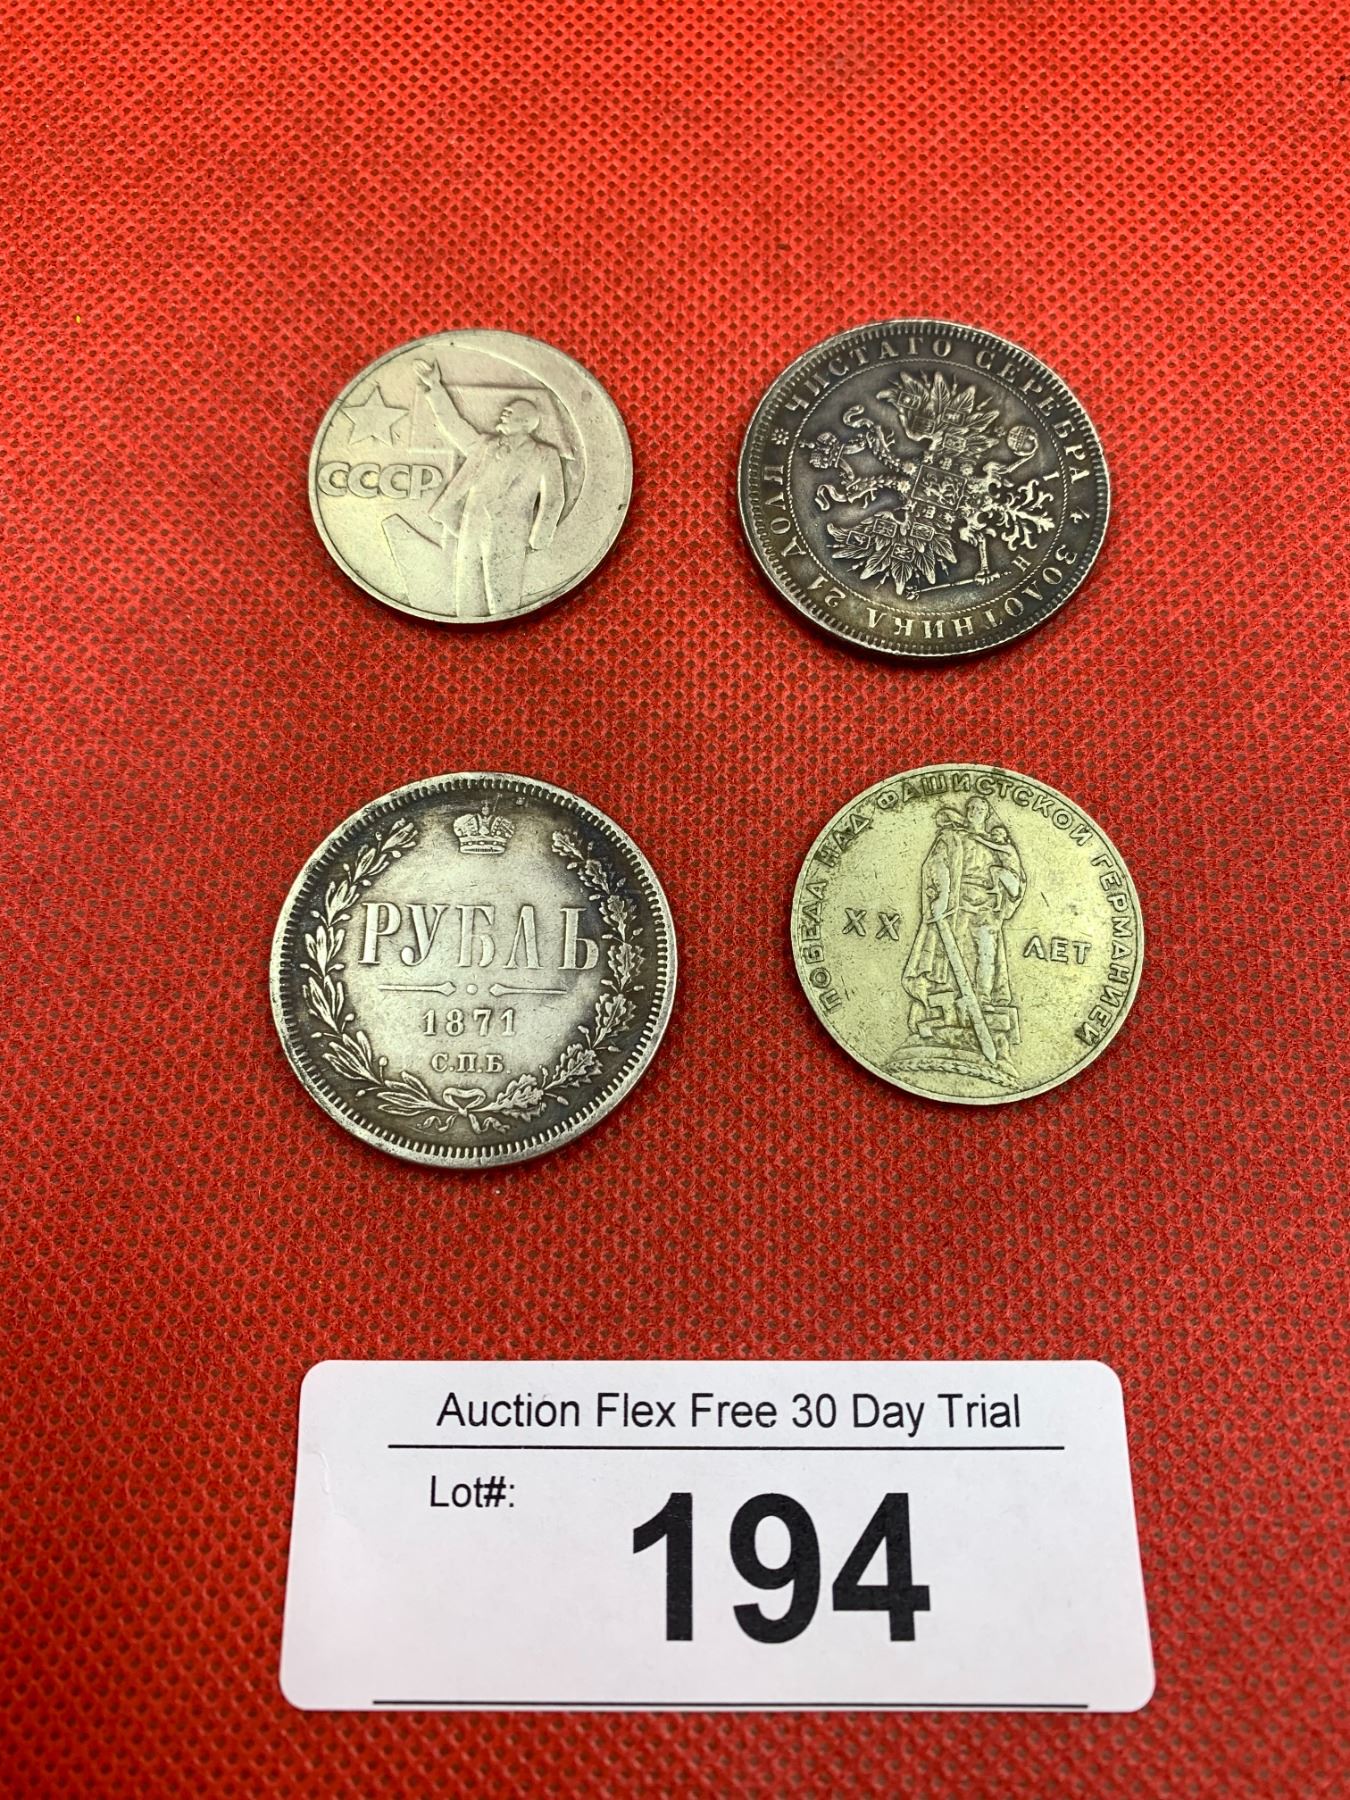 СССР
* ЧИСТАГО СЕРЕБРА 4 ЗОЛОТНИКА 21 ДОЛЯ
Н I
РУБЛЬ
1871
С.П.Б.
ПОБЕДА НАД ФАШИСТСКОЙ ГЕРМАНИЕЙ
XX ЛЕТ
Auction Flex Free 30 Day Trial
Lot#:
194